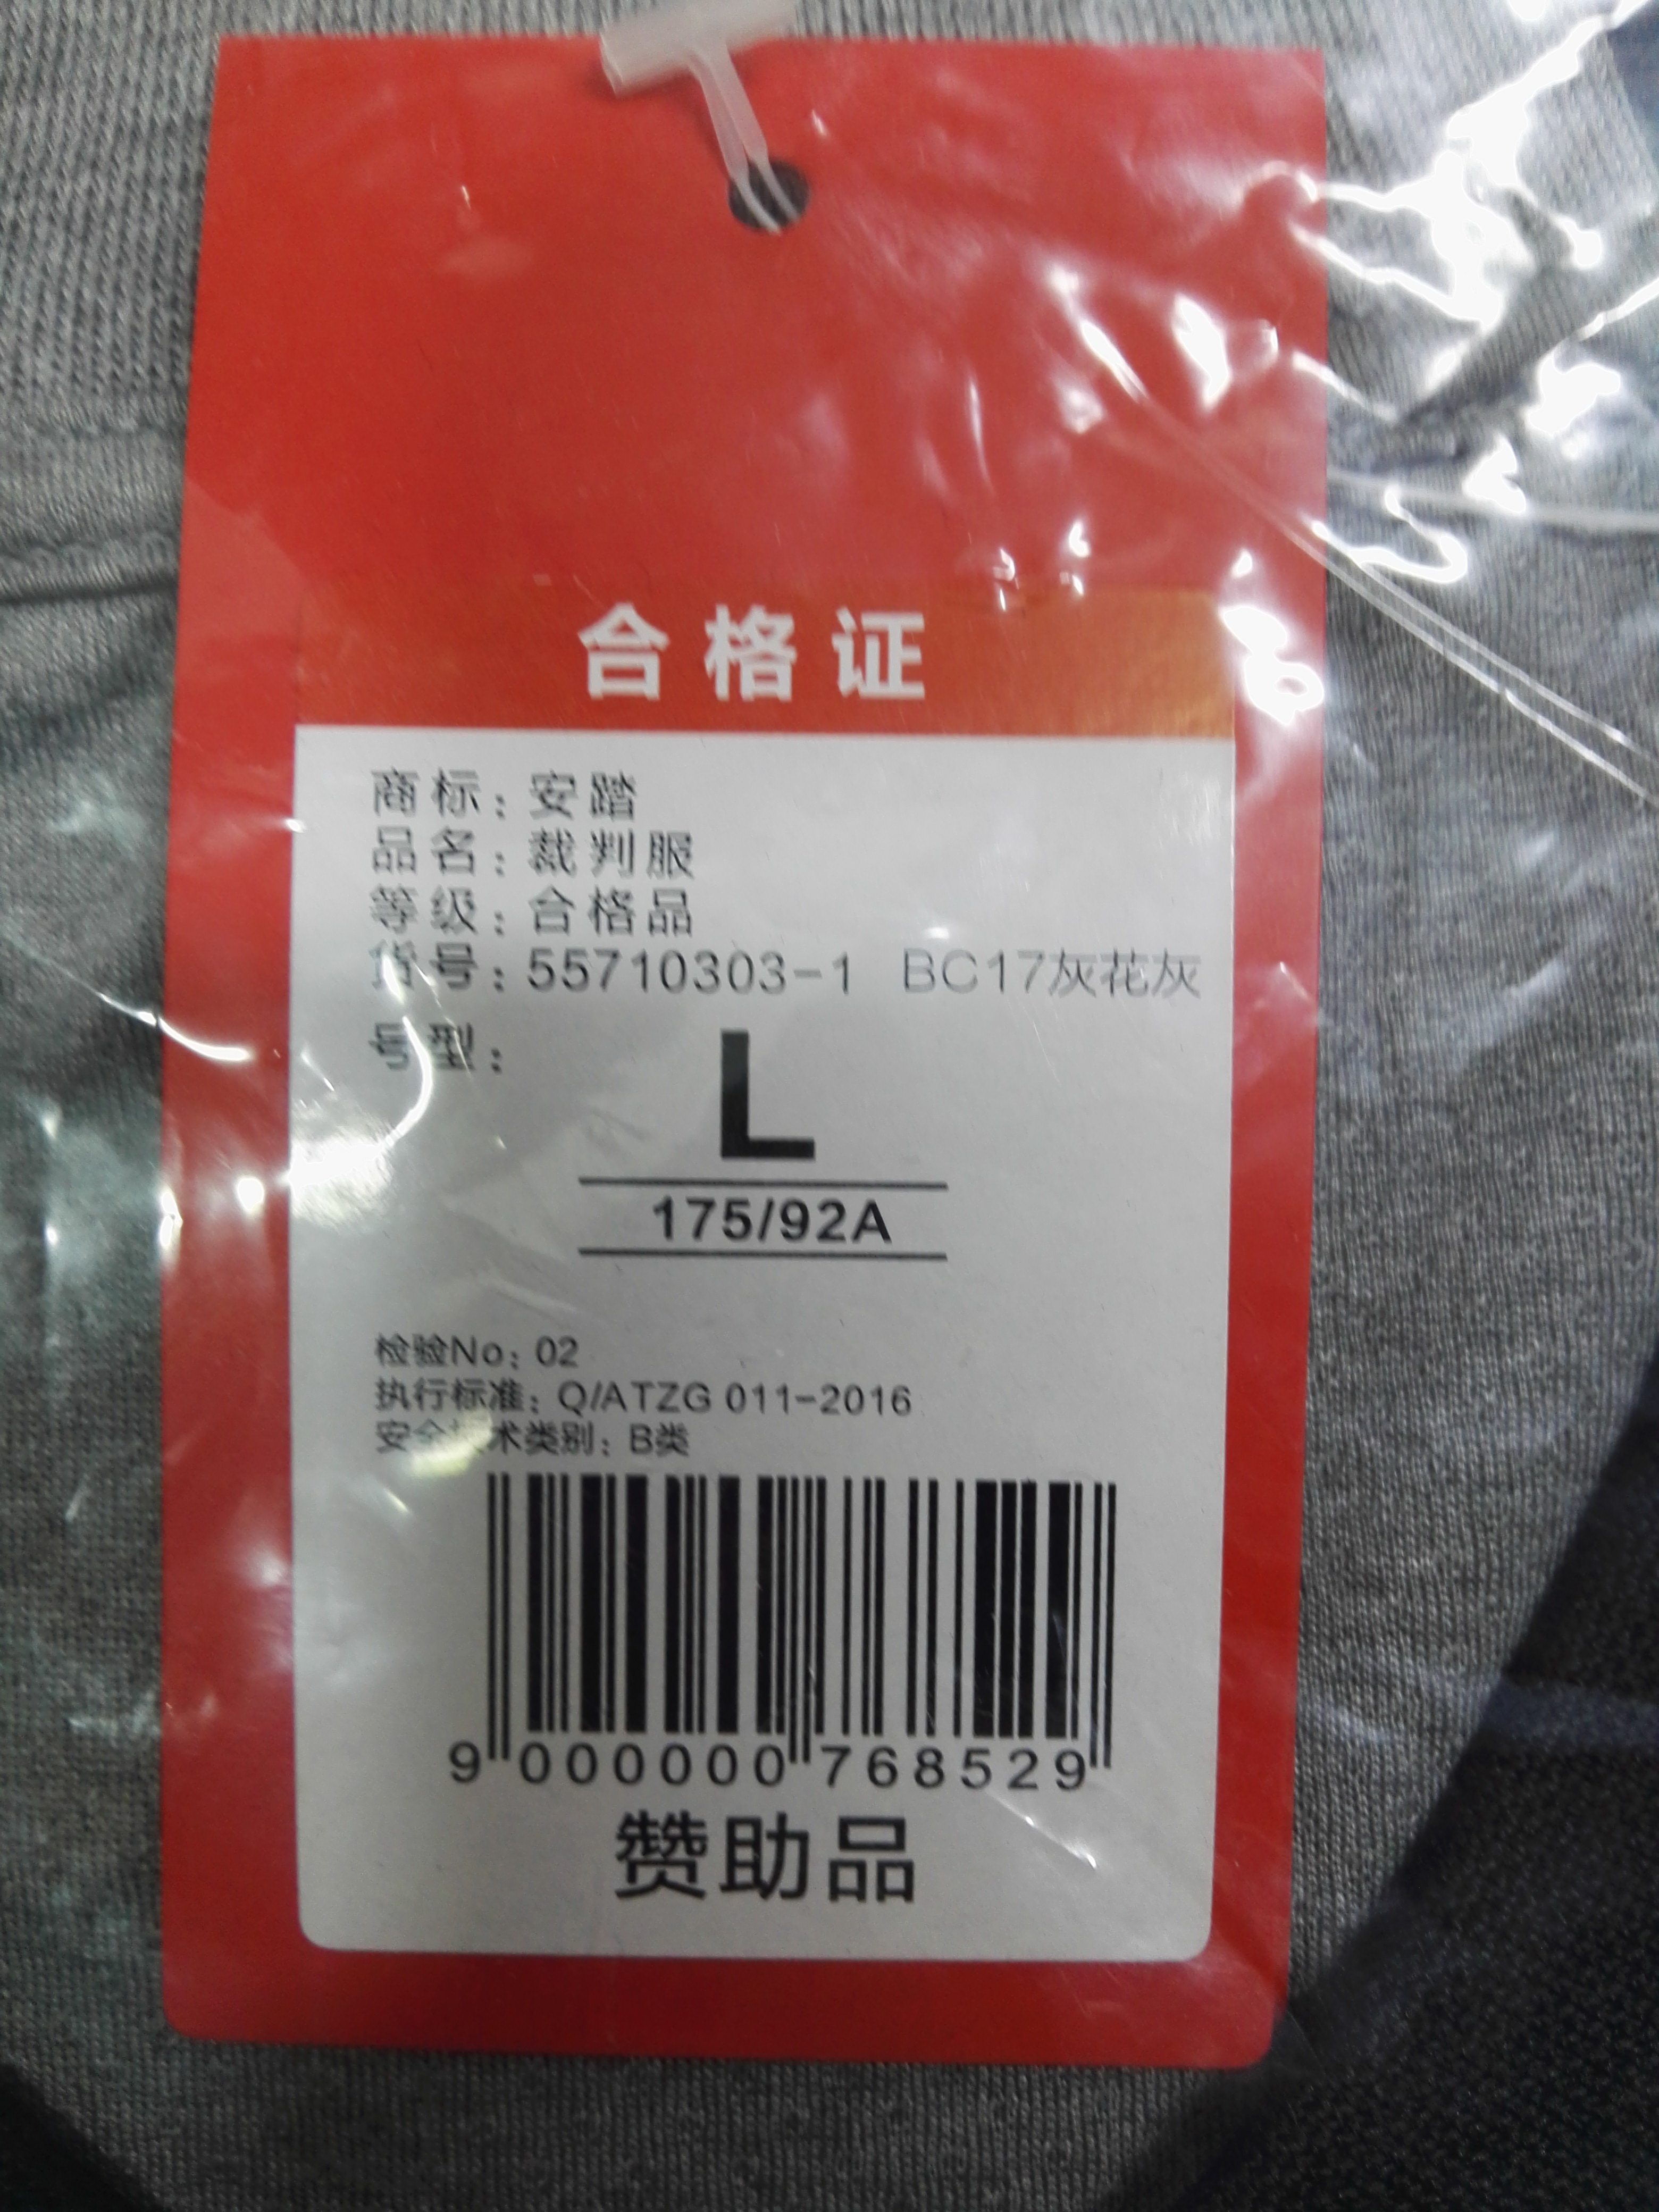 合格证
商标：安踏
品名：裁判服
等级：合格品
货号：55710303-1 BC17灰花灰
号型：
L
175/92A
检验No：02
执行标准：Q/ATZG 011-2016
安全技术类别：B类
9 000000 768529
赞助品